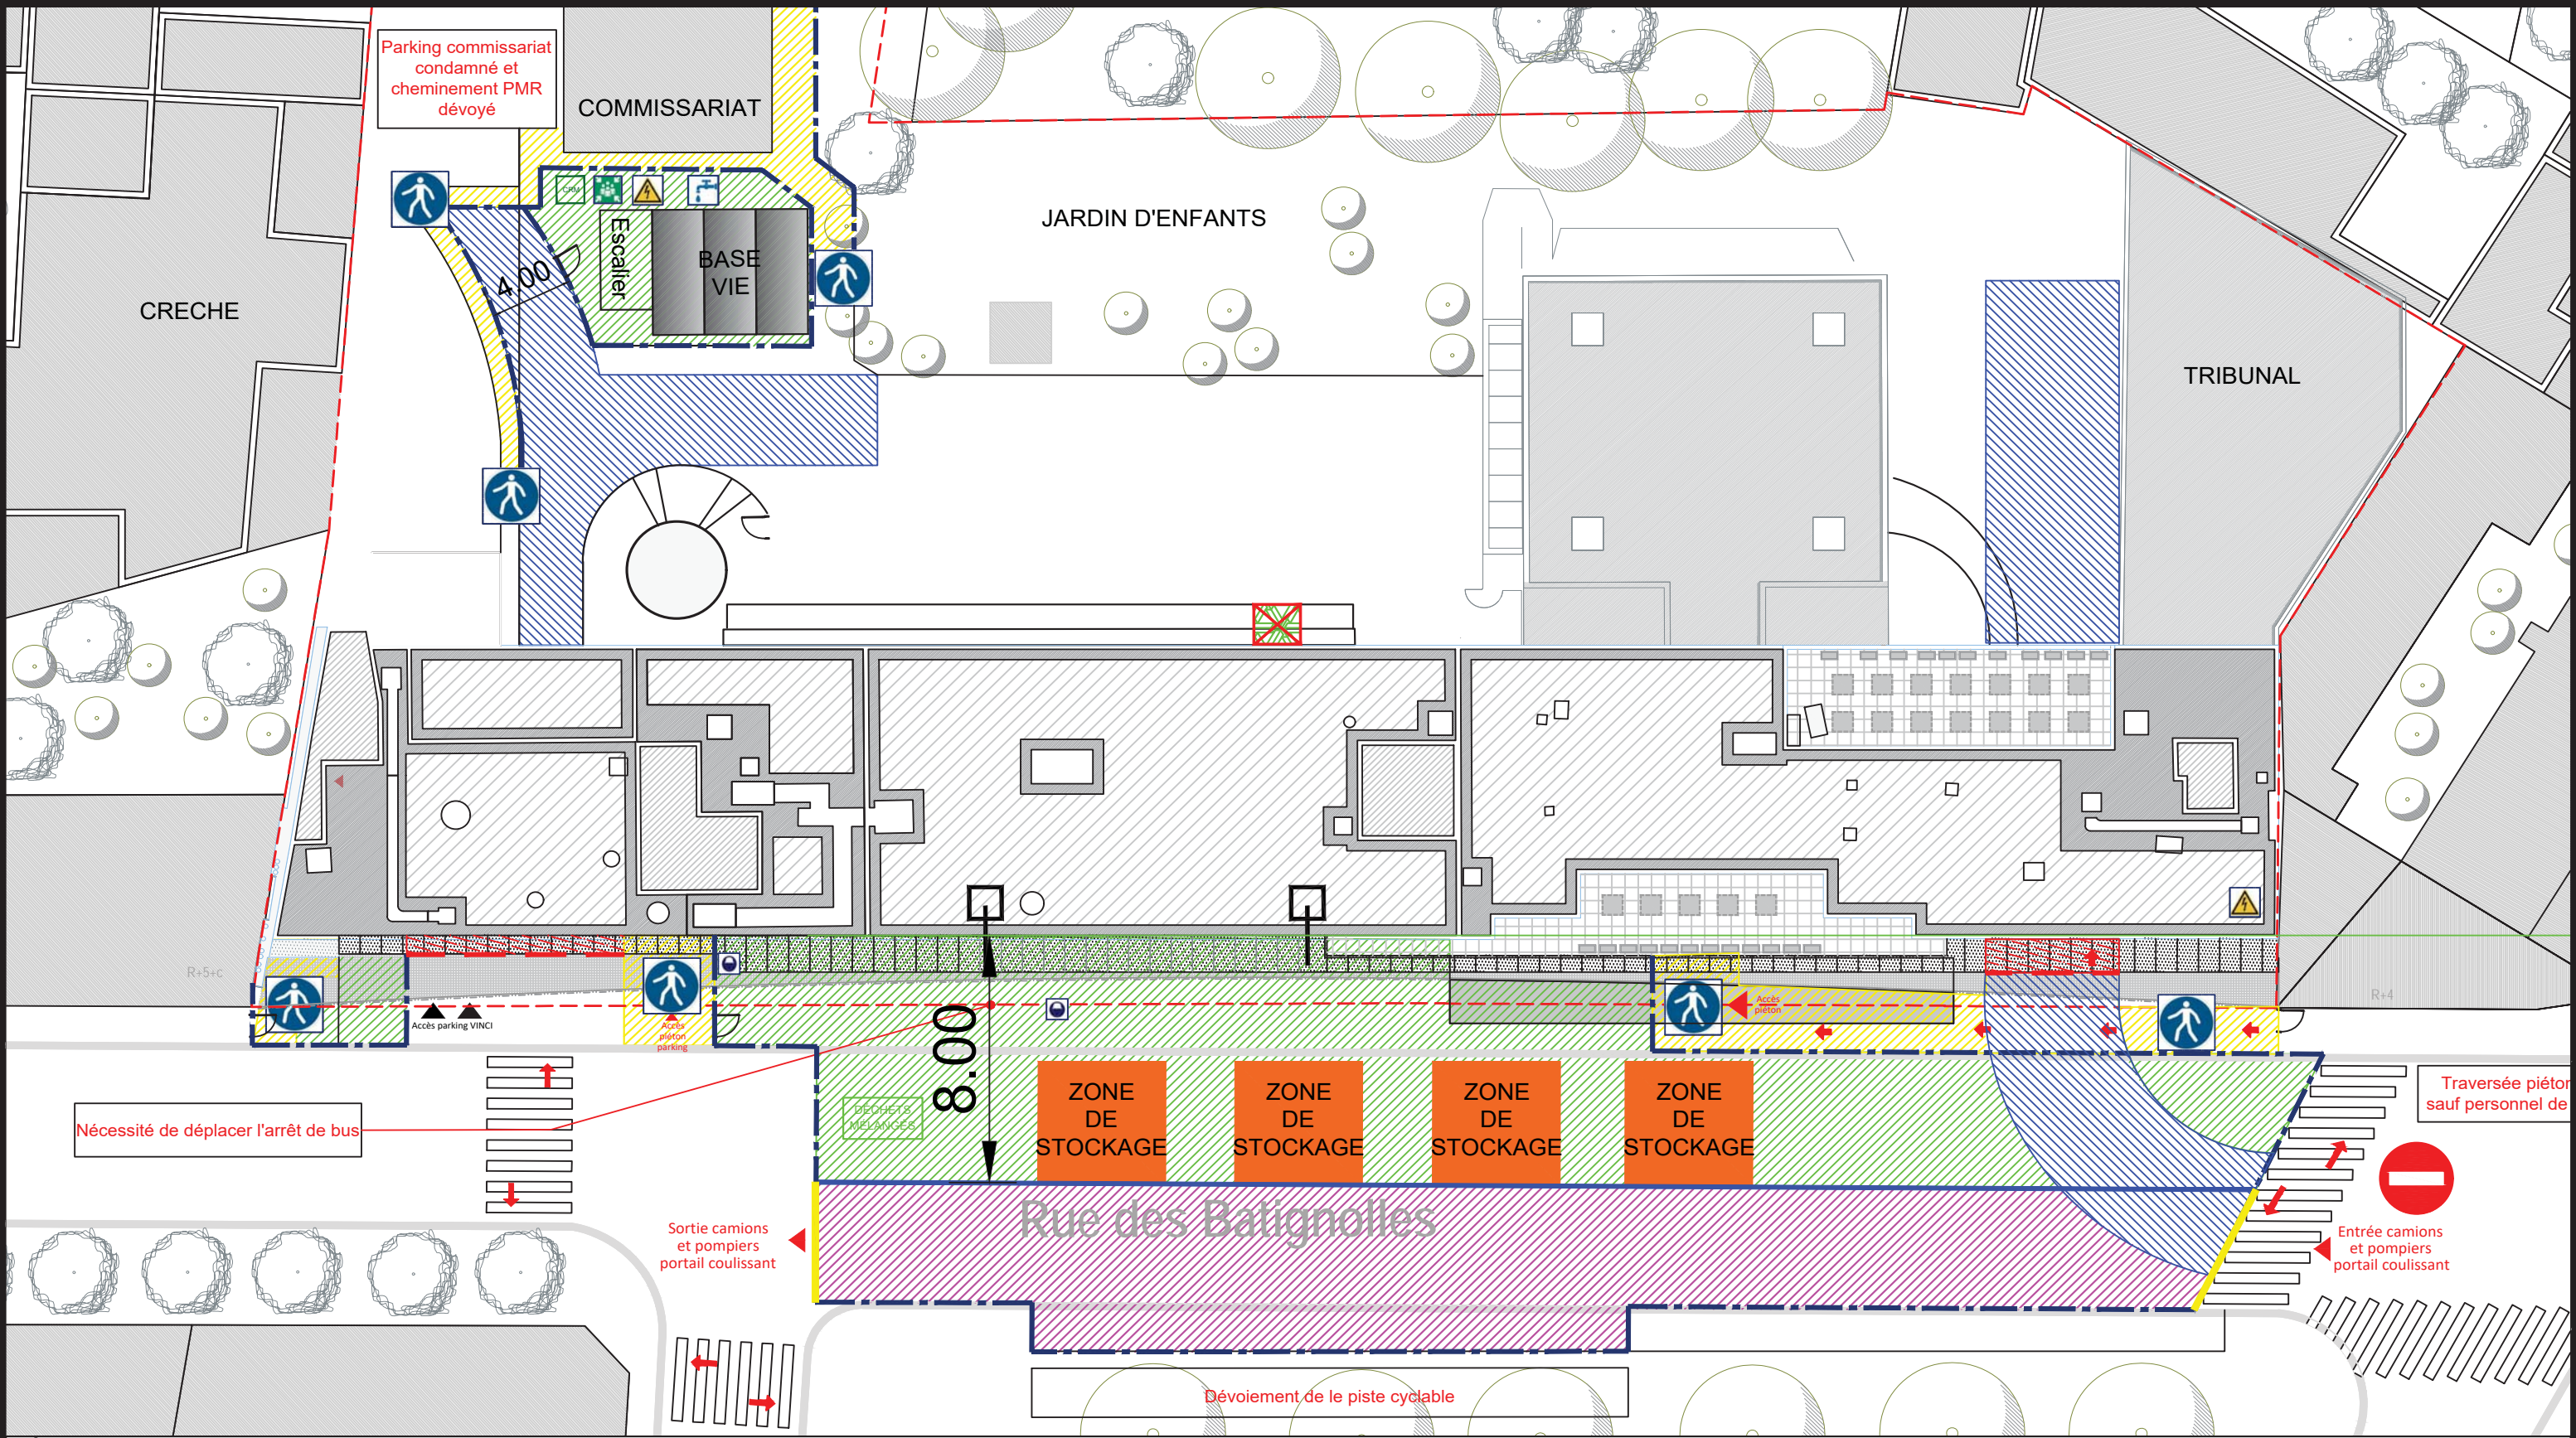 Parking commissariat
condamné et
cheminement PMR
dévoyé
COMMISSARIAT
CRM
Escalier
BASE
VIE
4.00
JARDIN D'ENFANTS
CRECHE
TRIBUNAL
R+5+c
R+4
Accès parking VINCI
Accès
piéton
parking
Accès
piéton
8.00
Nécessité de déplacer l'arrêt de bus
DECHETS
MELANGES
ZONE
DE
STOCKAGE
ZONE
DE
STOCKAGE
ZONE
DE
STOCKAGE
ZONE
DE
STOCKAGE
Traversée piéton
sauf personnel de
Rue des Batignolles
Sortie camions
et pompiers
portail coulissant
Entrée camions
et pompiers
portail coulissant
Dévoiement de le piste cyclable